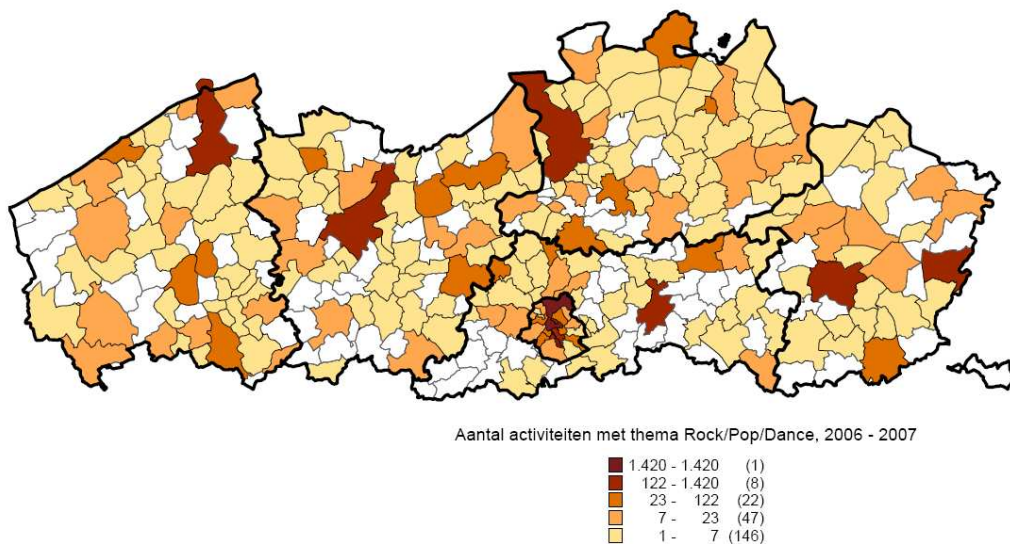 Aantal activiteiten met thema Rock/Pop/Dance, 2006 - 2007
1.420 - 1.420 (1)
122 - 1.420 (8)
23 - 122 (22)
7 - 23 (47)
1 - 7 (146)